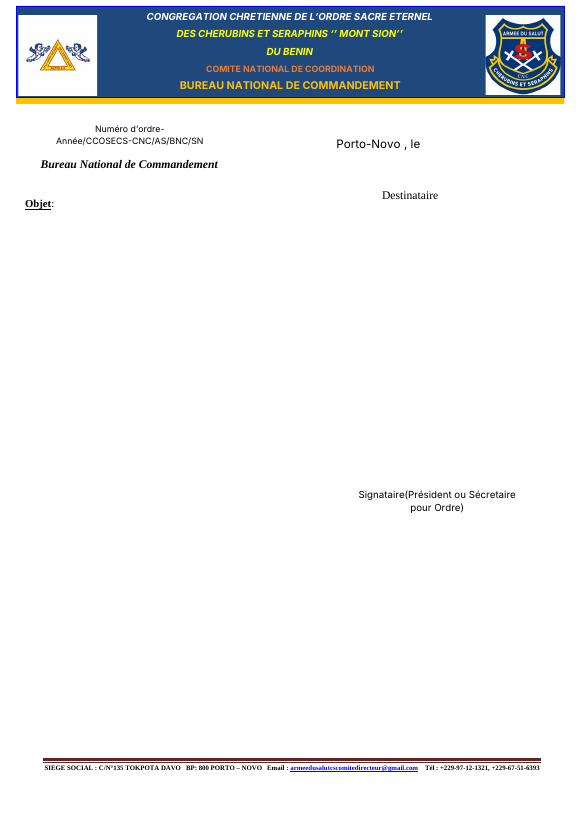 CONGREGATION CHRETIENNE DE L’ORDRE SACRE ETERNEL
DES CHERUBINS ET SERAPHINS ‘’ MONT SION’’
DU BENIN
COMITE NATIONAL DE COORDINATION
BUREAU NATIONAL DE COMMANDEMENT
ARMEE DU SALUT
CNC
CHERUBINS ET SERAPHINS
Numéro d’ordre-
Année/CCOSECS-CNC/AS/BNC/SN
Porto-Novo , le
Bureau National de Commandement
Destinataire
Objet:
Signataire(Président ou Sécretaire
pour Ordre)
SIEGE SOCIAL : C/N°135 TOKPOTA DAVO BP: 800 PORTO – NOVO Email : armeedusalutcscomitedirecteur@gmail.com Tél : +229-97-12-1321, +229-67-51-6393